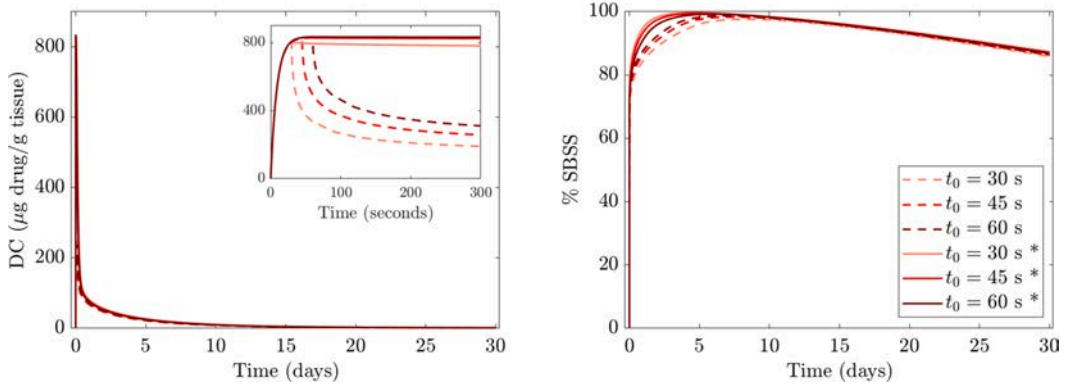 DC (μg drug/g tissue)
800
600
400
200
0
0 5 10 15 20 25 30
Time (days)
800
400
0
0 100 200 300
Time (seconds)
% SBSS
100
80
60
40
20
0
0 5 10 15 20 25 30
Time (days)
t₀ = 30 s
t₀ = 45 s
t₀ = 60 s
t₀ = 30 s *
t₀ = 45 s *
t₀ = 60 s *